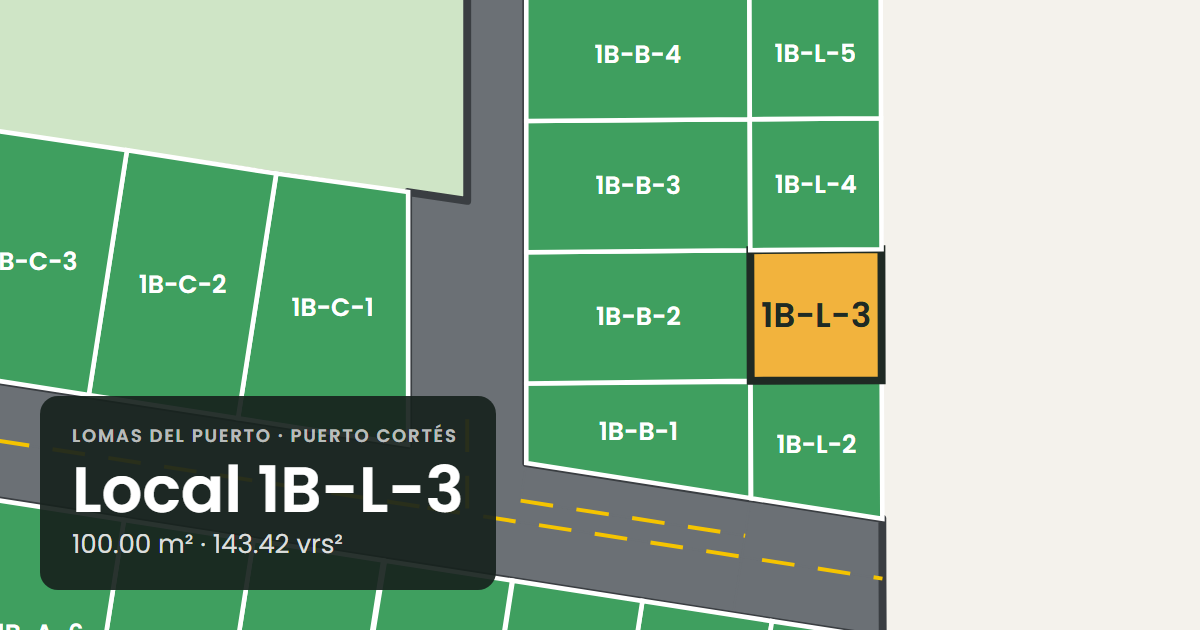 1B-B-4
1B-L-5
1B-B-3
1B-L-4
B-C-3
1B-C-2
1B-C-1
1B-B-2
1B-L-3
1B-B-1
1B-L-2
LOMAS DEL PUERTO · PUERTO CORTÉS
Local 1B-L-3
100.00 m² · 143.42 vrs²